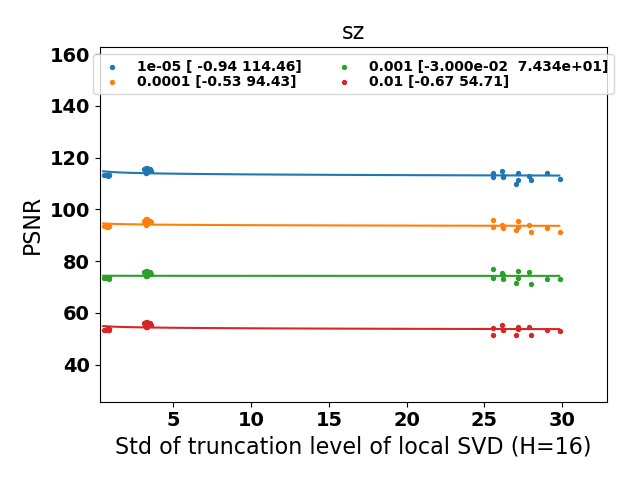 sz
160
140
120
100
80
60
40
PSNR
1e-05 [ -0.94 114.46]
0.0001 [-0.53 94.43]
0.001 [-3.000e-02  7.434e+01]
0.01 [-0.67 54.71]
5
10
15
20
25
30
Std of truncation level of local SVD (H=16)